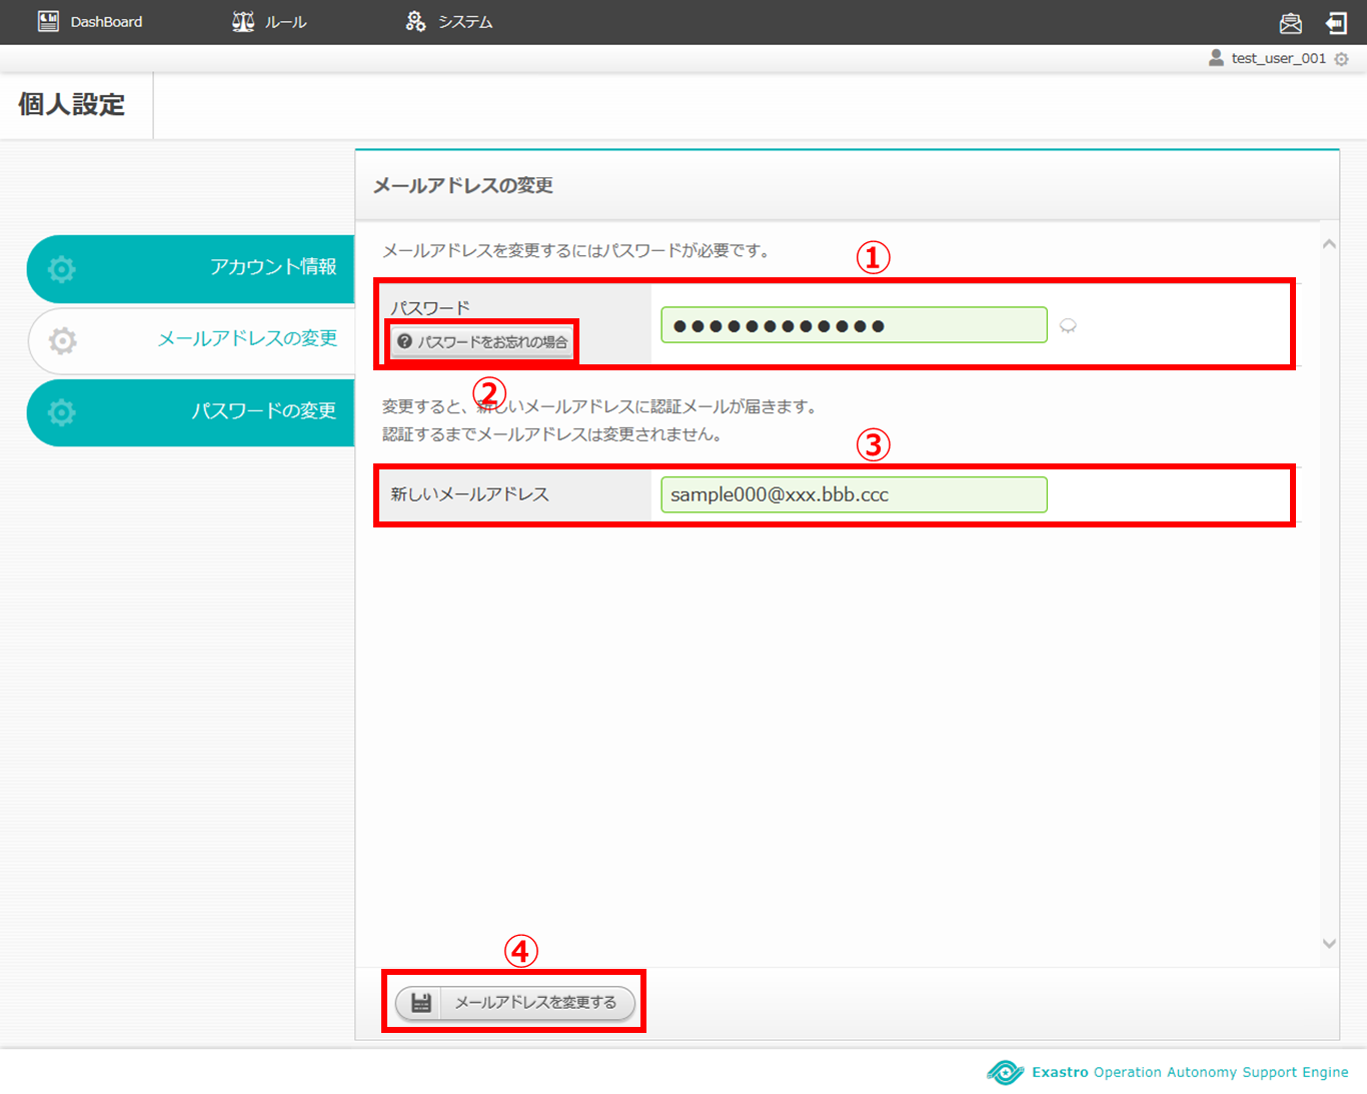 DashBoard
ルール
システム
test_user_001
個人設定
メールアドレスの変更
アカウント情報
メールアドレスの変更
パスワードの変更
メールアドレスを変更するにはパスワードが必要です。
①
パスワード
●●●●●●●●●●●●
? パスワードをお忘れの場合
②
変更すると、新しいメールアドレスに認証メールが届きます。
認証するまでメールアドレスは変更されません。
③
新しいメールアドレス
sample000@xxx.bbb.ccc
④
メールアドレスを変更する
Exastro Operation Autonomy Support Engine